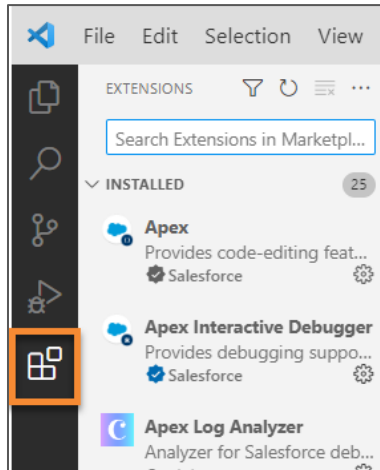 File Edit Selection View
EXTENSIONS
Search Extensions in Marketpl...
INSTALLED 25
Apex
Provides code-editing feat...
Salesforce
Apex Interactive Debugger
Provides debugging suppo...
Salesforce
Apex Log Analyzer
Analyzer for Salesforce deb...